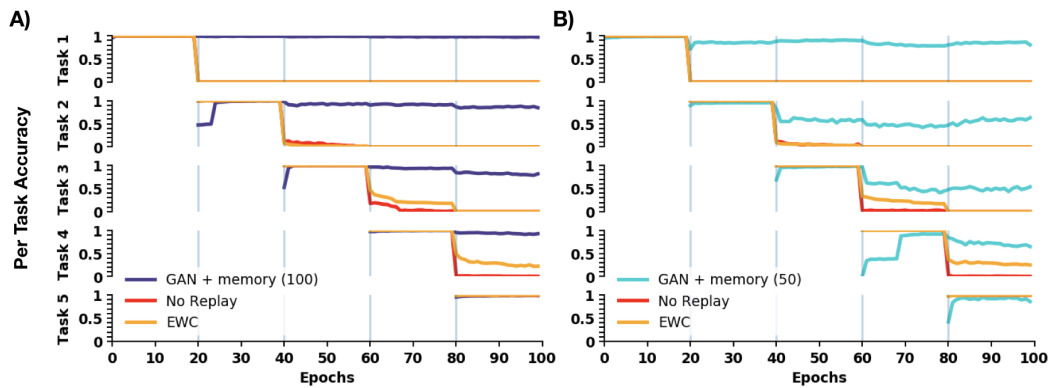 A)
Per Task Accuracy
Task 1
1
0.5
0
Task 2
1
0.5
0
Task 3
1
0.5
0
Task 4
1
0.5
0
Task 5
1
0.5
0
GAN + memory (100)
No Replay
EWC
0 10 20 30 40 50 60 70 80 90 100
Epochs
B)
1
0.5
0
1
0.5
0
1
0.5
0
1
0.5
0
1
0.5
0
GAN + memory (50)
No Replay
EWC
0 10 20 30 40 50 60 70 80 90 100
Epochs